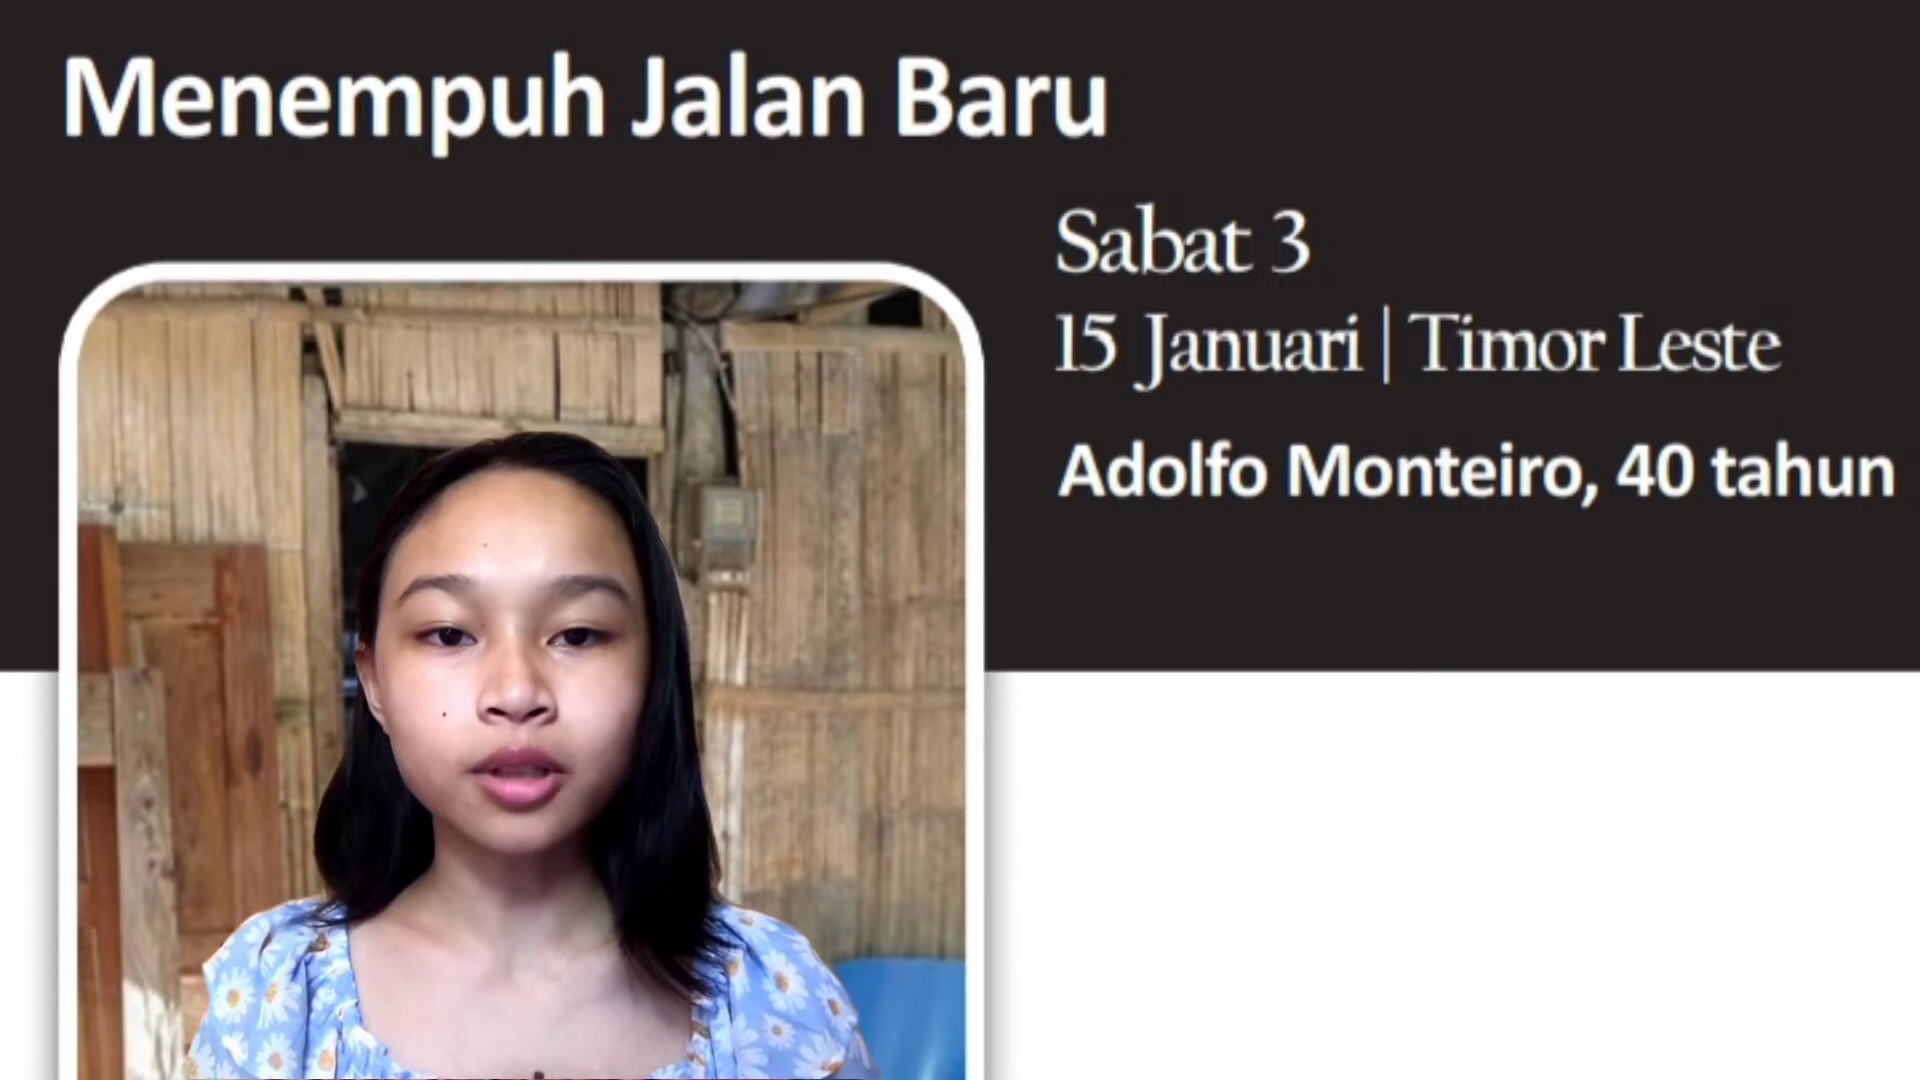 Menempuh Jalan Baru
Sabat 3
15 Januari | Timor Leste
Adolfo Monteiro, 40 tahun